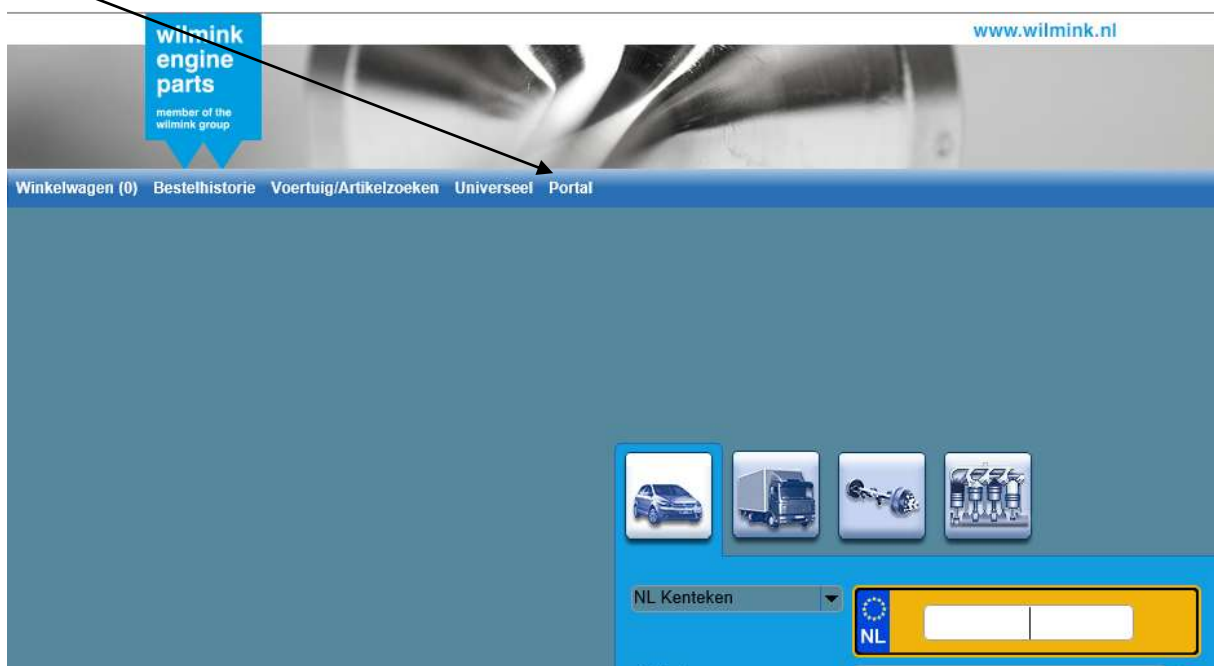 wilmink
engine
parts
member of the
wilmink group
www.wilmink.nl
Winkelwagen (0) Bestelhistorie Voertuig/Artikelzoeken Universeel Portal
NL Kenteken
NL